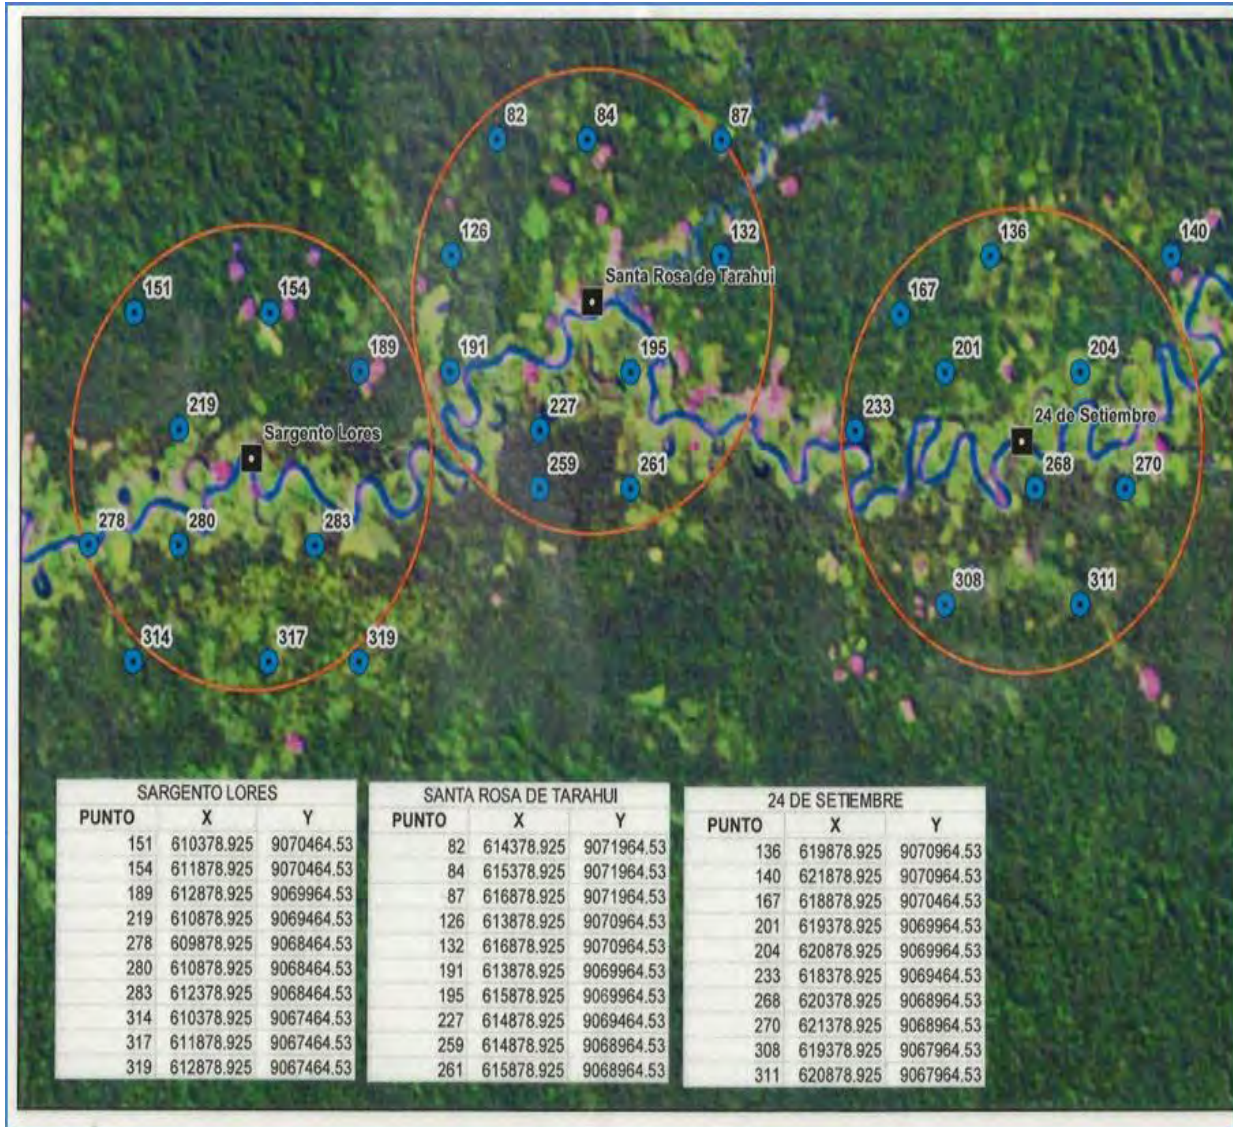 82
84
87
126
132
Santa Rosa de Tarahui
136
140
151
154
167
189
191
195
201
204
219
Sargento Lores
227
233
24 de Setiembre
259
261
268
270
278
280
283
308
311
314
317
319
SARGENTO LORES
PUNTO X Y
151 610378.925 9070464.53
154 611878.925 9070464.53
189 612878.925 9069964.53
219 610878.925 9069464.53
278 609878.925 9068464.53
280 610878.925 9068464.53
283 612378.925 9068464.53
314 610378.925 9067464.53
317 611878.925 9067464.53
319 612878.925 9067464.53
SANTA ROSA DE TARAHUI
PUNTO X Y
82 614378.925 9071964.53
84 615378.925 9071964.53
87 616878.925 9071964.53
126 613878.925 9070964.53
132 616878.925 9070964.53
191 613878.925 9069964.53
195 615878.925 9069964.53
227 614878.925 9069464.53
259 614878.925 9068964.53
261 615878.925 9068964.53
24 DE SETIEMBRE
PUNTO X Y
136 619878.925 9070964.53
140 621878.925 9070964.53
167 618878.925 9070464.53
201 619378.925 9069964.53
204 620878.925 9069964.53
233 618378.925 9069464.53
268 620378.925 9068964.53
270 621378.925 9068964.53
308 619378.925 9067964.53
311 620878.925 9067964.53